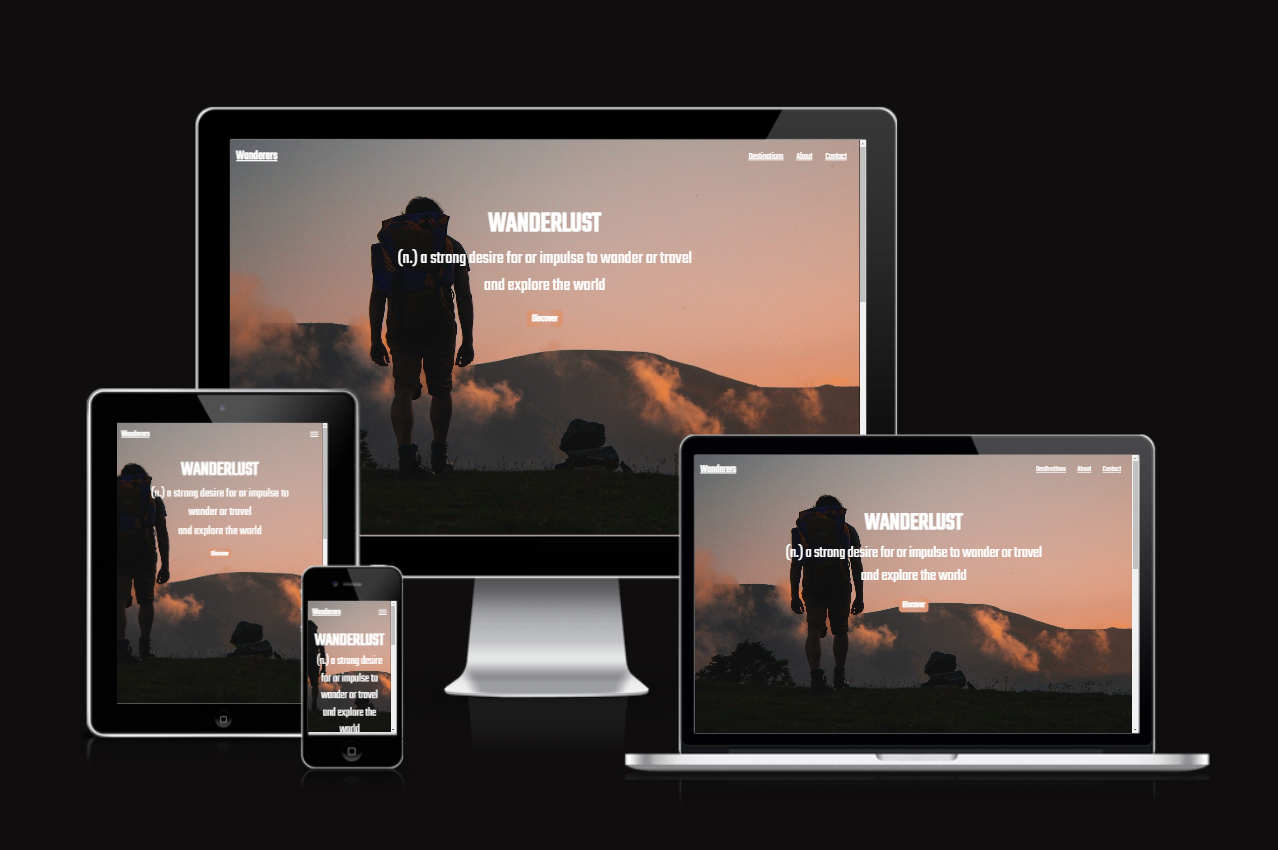 Wanderers
Destinations About Contact
WANDERLUST
(n.) a strong desire for or impulse to wander or travel
and explore the world
Discover
Wanderers
WANDERLUST
(n.) a strong desire for or impulse to
wander or travel
and explore the world
Discover
Wanderers
WANDERLUST
(n.) a strong desire
for or impulse to
wander or travel
and explore the
world
Wanderers
Destinations About Contact
WANDERLUST
(n.) a strong desire for or impulse to wander or travel
and explore the world
Discover